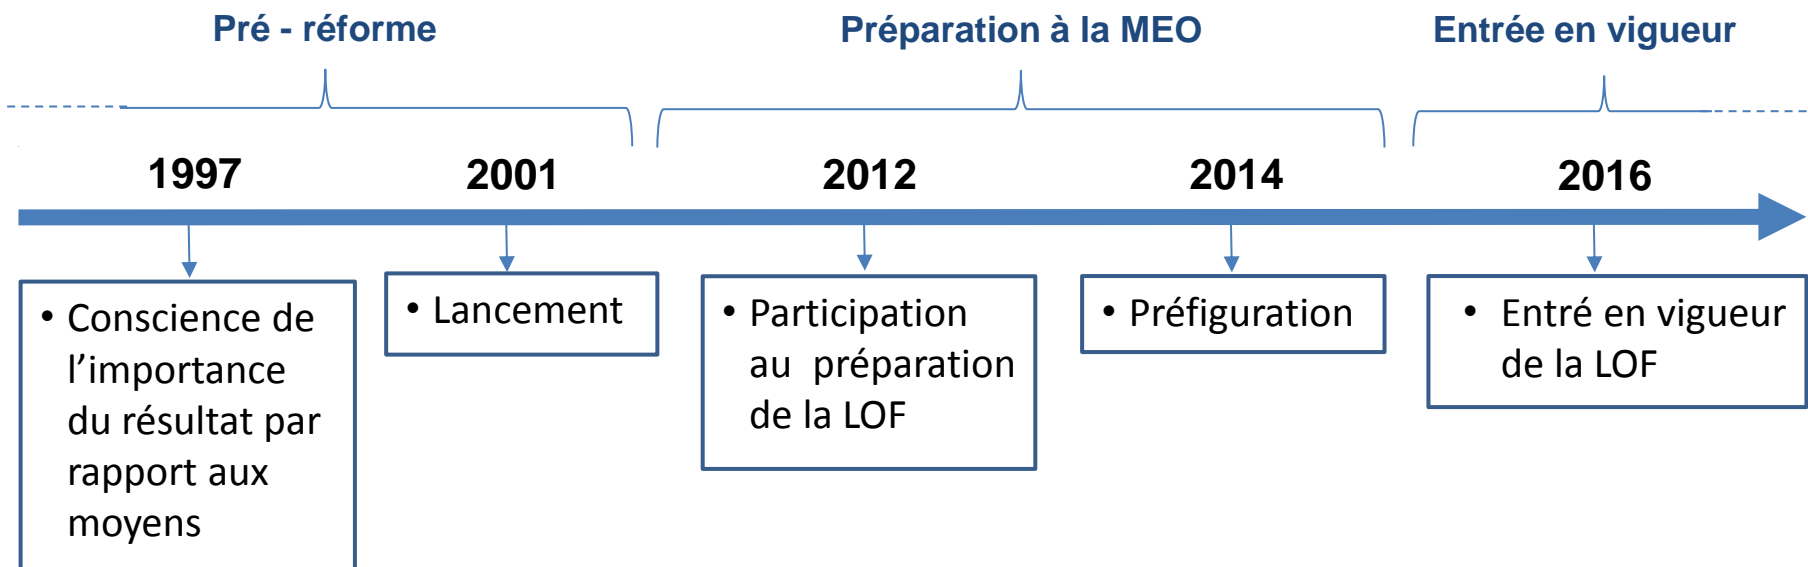 Pré - réforme
Préparation à la MEO
Entrée en vigueur
1997
2001
2012
2014
2016
• Conscience de
l’importance
du résultat par
rapport aux
moyens
• Lancement
• Participation
au préparation
de la LOF
• Préfiguration
• Entré en vigueur
de la LOF